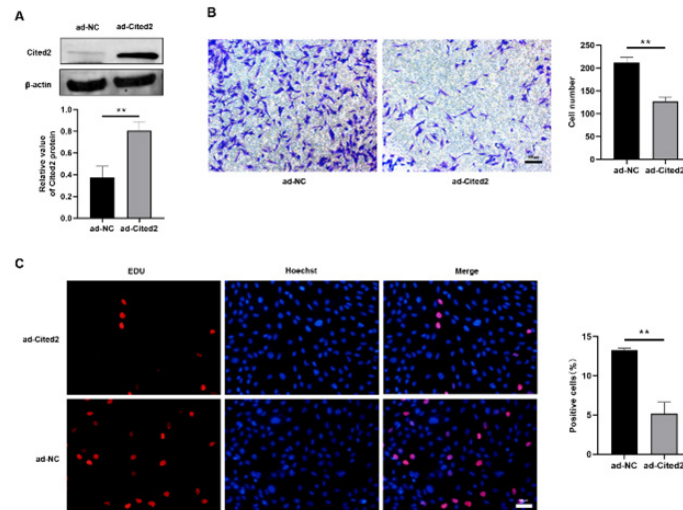 A
ad-NC ad-Cited2
Cited2
β-actin
Relative value
of Cited2 protein
1.0
0.8
0.6
0.4
0.2
0.0
**
ad-NC ad-Cited2
B
ad-NC
ad-Cited2
Cell number
250
200
150
100
50
0
**
ad-NC ad-Cited2
C
EDU Hoechst Merge
ad-Cited2
ad-NC
Positive cells(%)
15
10
5
0
**
ad-NC ad-Cited2